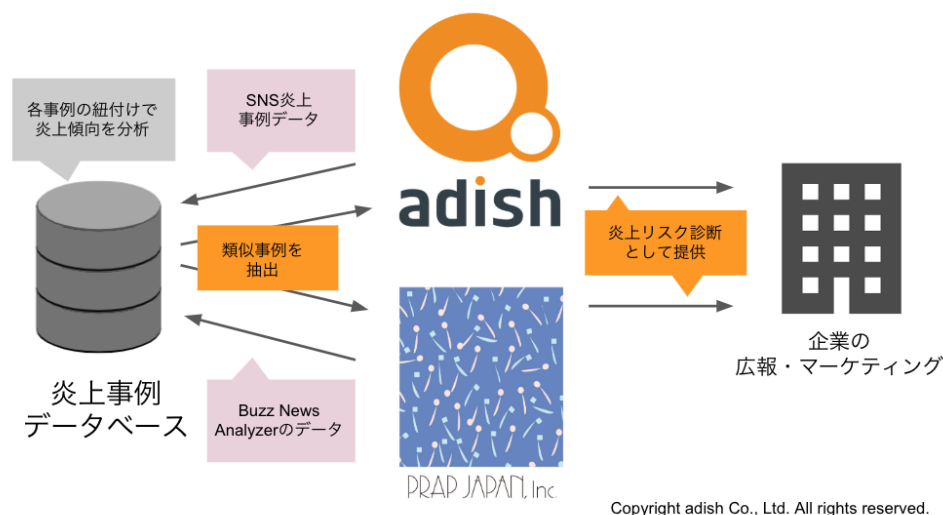 各事例の紐付けで
炎上傾向を分析
SNS炎上
事例データ
adish
類似事例を
抽出
炎上リスク診断
として提供
企業の
広報・マーケティング
炎上事例
データベース
Buzz News
Analyzerのデータ
PRAP JAPAN, Inc.
Copyright adish Co., Ltd. All rights reserved.